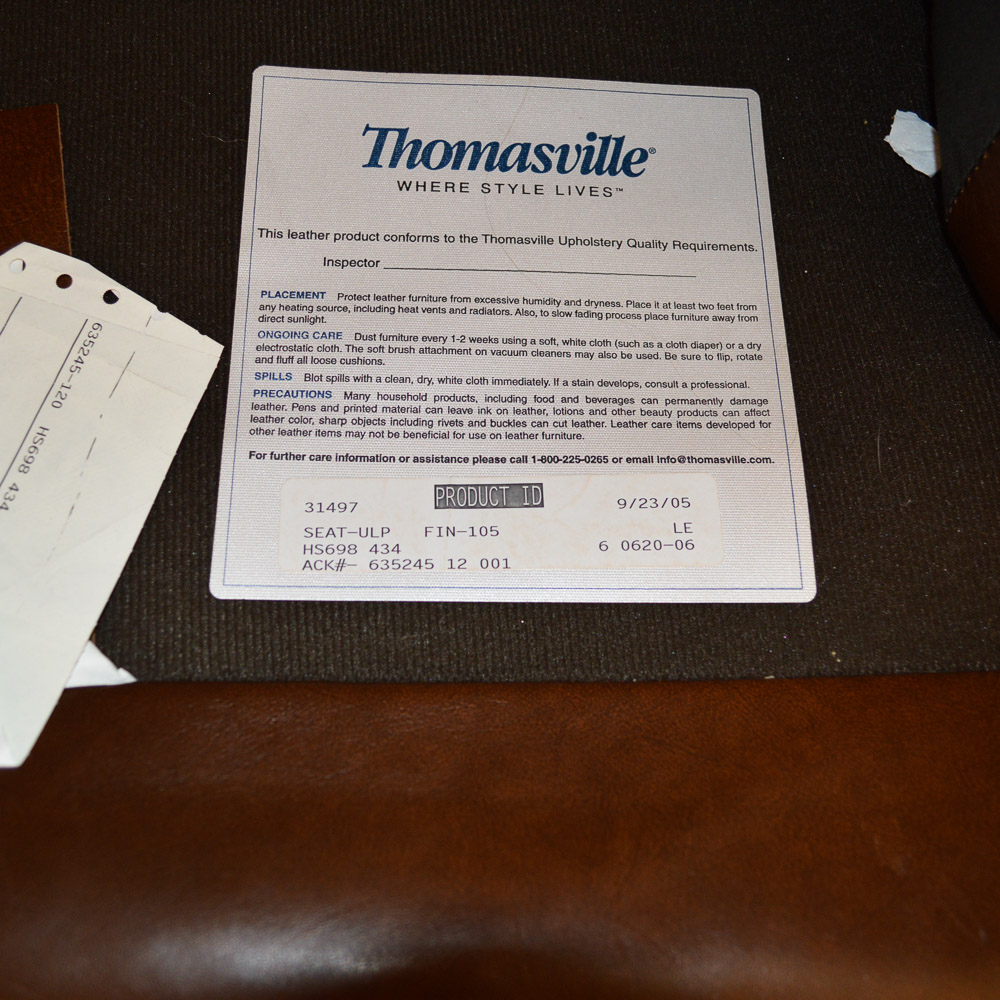 Thomasville®
WHERE STYLE LIVES™
This leather product conforms to the Thomasville Upholstery Quality Requirements.
Inspector
PLACEMENT Protect leather furniture from excessive humidity and dryness. Place it at least two feet from
any heating source, including heat vents and radiators. Also, to slow fading process place furniture away from
direct sunlight.
ONGOING CARE Dust furniture every 1-2 weeks using a soft, white cloth (such as a cloth diaper) or a dry
electrostatic cloth. The soft brush attachment on vacuum cleaners may also be used. Be sure to flip, rotate
and fluff all loose cushions.
SPILLS Blot spills with a clean, dry, white cloth immediately. If a stain develops, consult a professional.
PRECAUTIONS Many household products, including food and beverages can permanently damage
leather. Pens and printed material can leave ink on leather, lotions and other beauty products can affect
leather color, sharp objects including rivets and buckles can cut leather. Leather care items developed for
other leather items may not be beneficial for use on leather furniture.
For further care information or assistance please call 1-800-225-0265 or email info@thomasville.com.
31497 PRODUCT ID 9/23/05
SEAT-ULP FIN-105 LE
HS698 434 6 0620-06
ACK#- 635245 12 001
635245-120 HS698 434